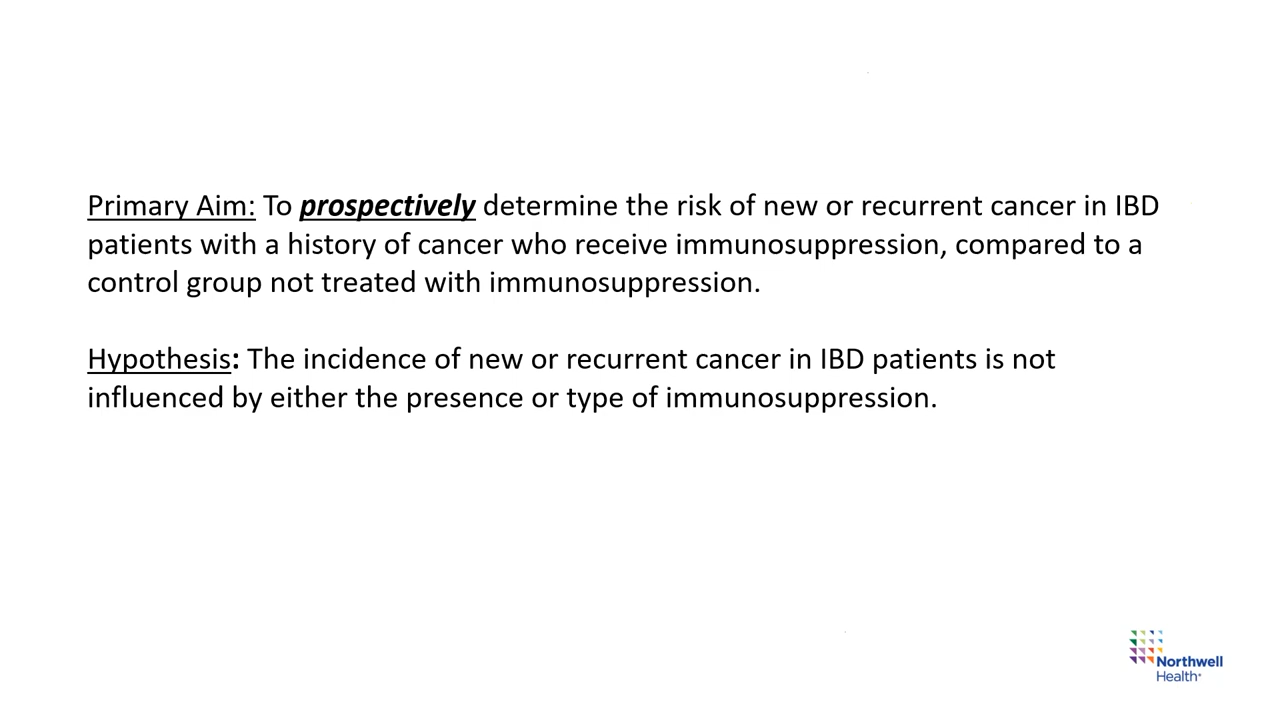 Primary Aim: To prospectively determine the risk of new or recurrent cancer in IBD
patients with a history of cancer who receive immunosuppression, compared to a
control group not treated with immunosuppression.
Hypothesis: The incidence of new or recurrent cancer in IBD patients is not
influenced by either the presence or type of immunosuppression.
Northwell
Health®